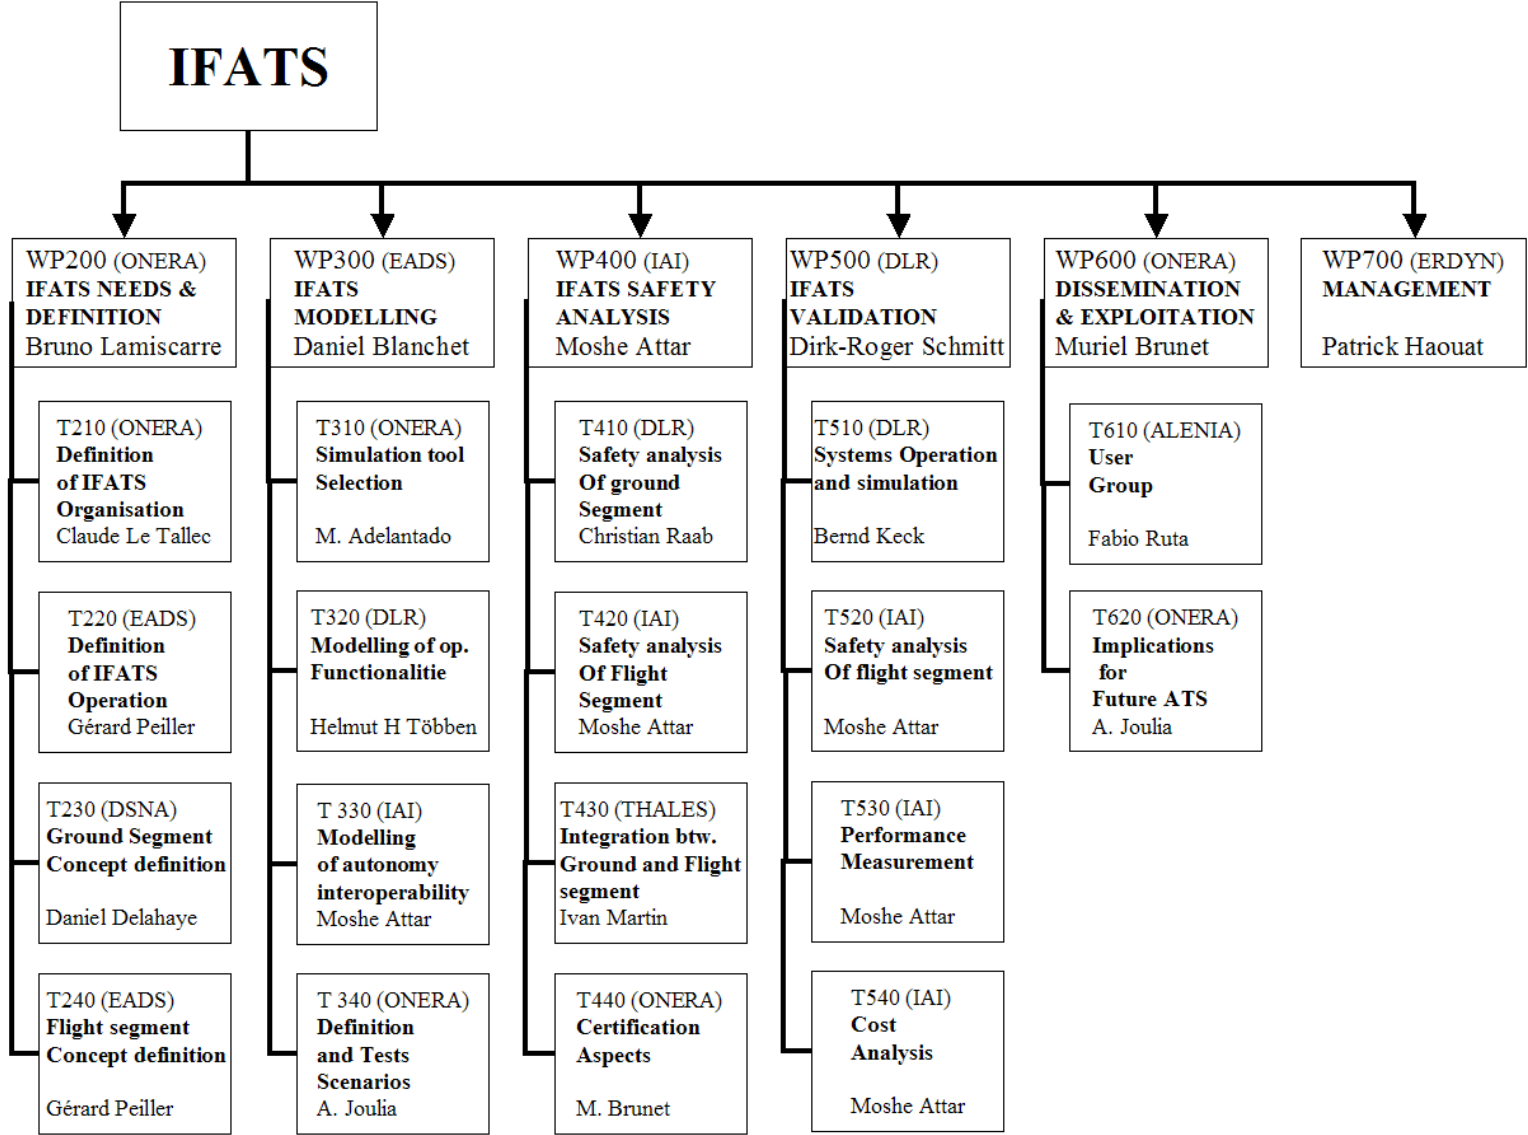 IFATS
WP200 (ONERA)
IFATS NEEDS &
DEFINITION
Bruno Lamiscarre
WP300 (EADS)
IFATS
MODELLING
Daniel Blanchet
WP400 (IAI)
IFATS SAFETY
ANALYSIS
Moshe Attar
WP500 (DLR)
IFATS
VALIDATION
Dirk-Roger Schmitt
WP600 (ONERA)
DISSEMINATION
& EXPLOITATION
Muriel Brunet
WP700 (ERDYN)
MANAGEMENT
Patrick Haouat
T210 (ONERA)
Definition
of IFATS
Organisation
Claude Le Tallec
T310 (ONERA)
Simulation tool
Selection
M. Adelantado
T410 (DLR)
Safety analysis
Of ground
Segment
Christian Raab
T510 (DLR)
Systems Operation
and simulation
Bernd Keck
T610 (ALENIA)
User
Group
Fabio Ruta
T220 (EADS)
Definition
of IFATS
Operation
Gérard Peiller
T320 (DLR)
Modelling of op.
Functionalitie
Helmut H Többen
T420 (IAI)
Safety analysis
Of Flight
Segment
Moshe Attar
T520 (IAI)
Safety analysis
Of flight segment
Moshe Attar
T620 (ONERA)
Implications
for
Future ATS
A. Joulia
T230 (DSNA)
Ground Segment
Concept definition
Daniel Delahaye
T 330 (IAI)
Modelling
of autonomy
interoperability
Moshe Attar
T430 (THALES)
Integration btw.
Ground and Flight
segment
Ivan Martin
T530 (IAI)
Performance
Measurement
Moshe Attar
T240 (EADS)
Flight segment
Concept definition
Gérard Peiller
T 340 (ONERA)
Definition
and Tests
Scenarios
A. Joulia
T440 (ONERA)
Certification
Aspects
M. Brunet
T540 (IAI)
Cost
Analysis
Moshe Attar